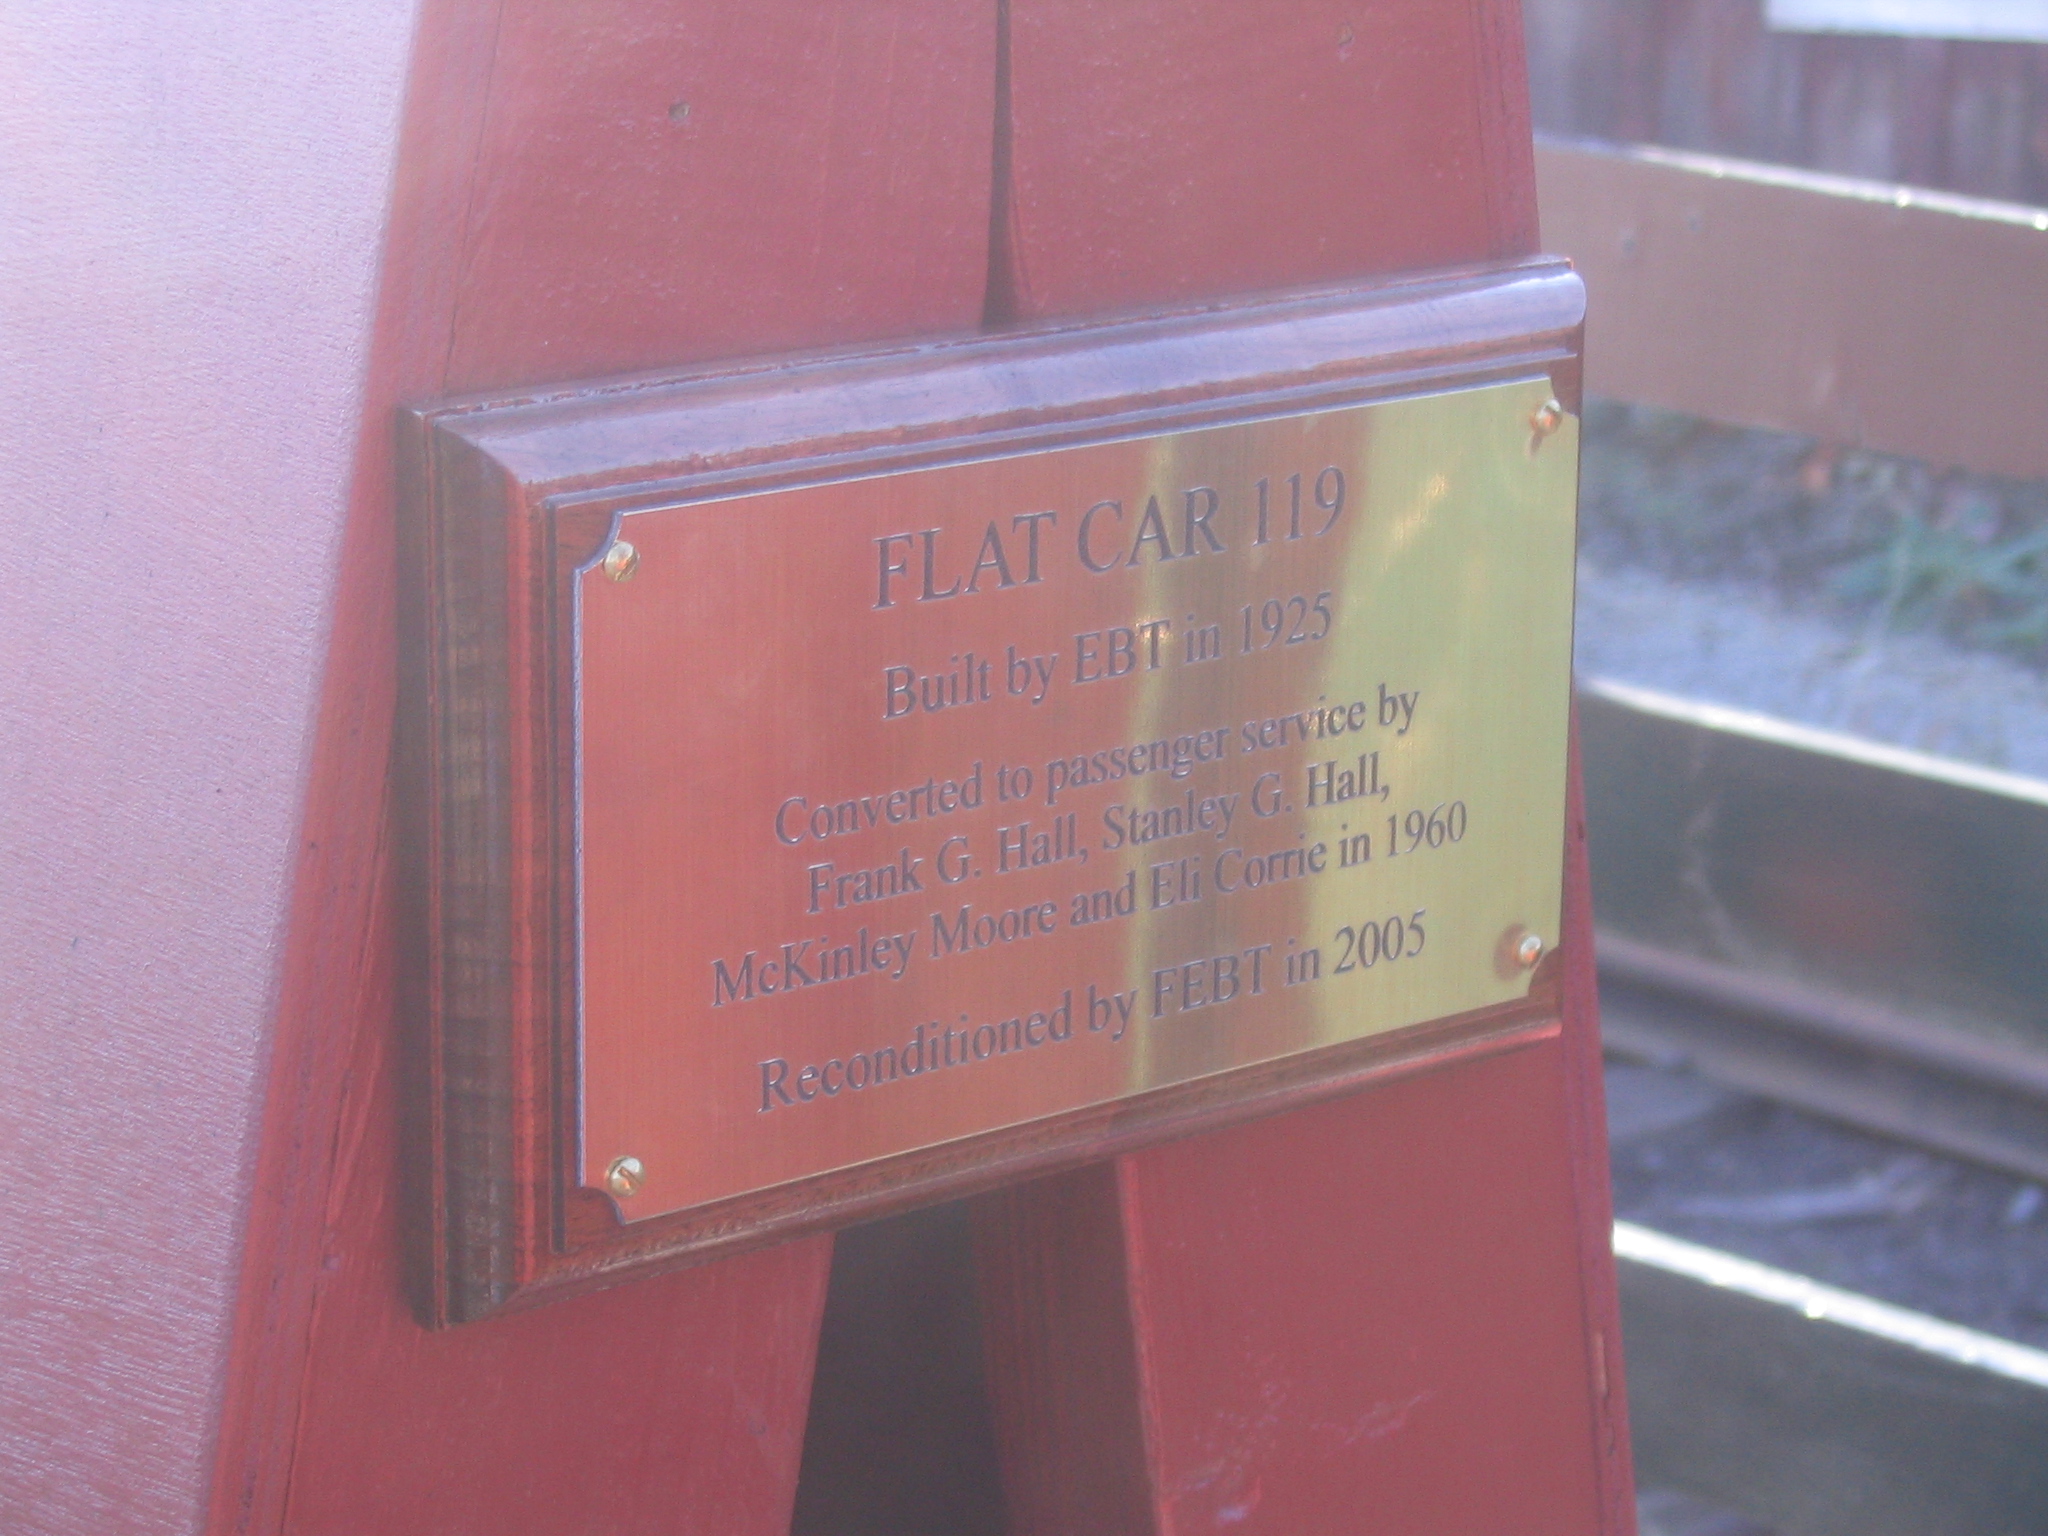 FLAT CAR 119
Built by EBT in 1925
Converted to passenger service by
Frank G. Hall, Stanley G. Hall,
McKinley Moore and Eli Corrie in 1960
Reconditioned by FEBT in 2005